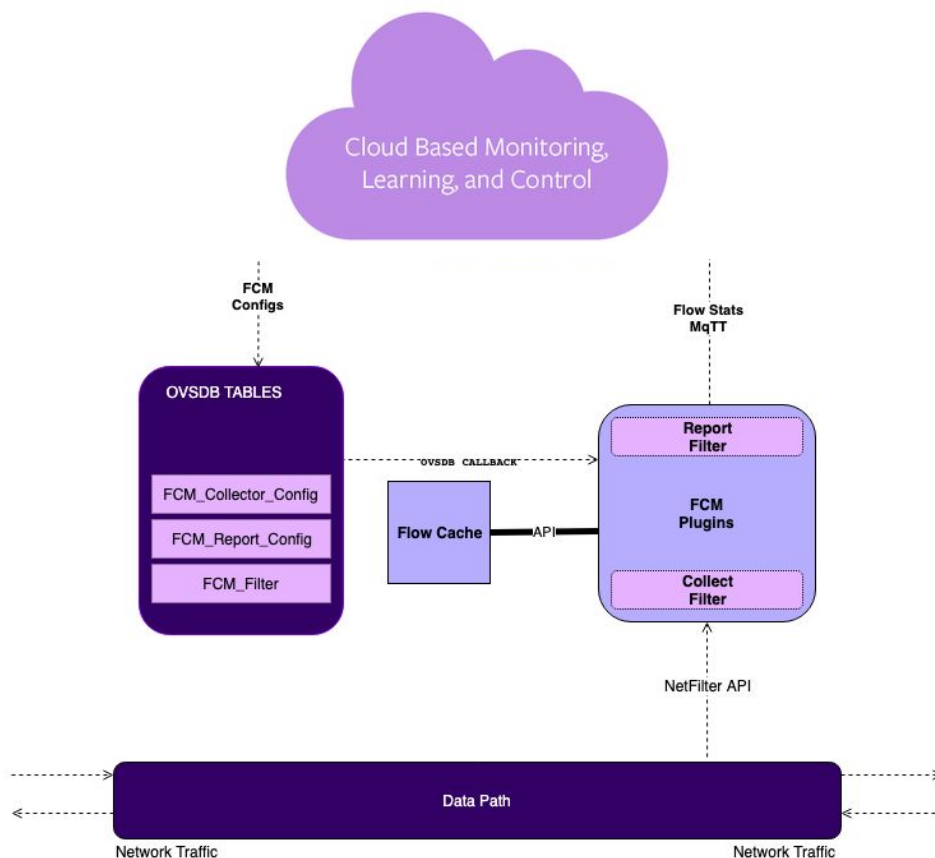 Cloud Based Monitoring,
Learning, and Control
FCM
Configs
Flow Stats
MqTT
OVSDB TABLES
Report
Filter
OVSDB CALLBACK
FCM_Collector_Config
Flow Cache
API
FCM
Plugins
FCM_Report_Config
FCM_Filter
Collect
Filter
NetFilter API
Data Path
Network Traffic
Network Traffic